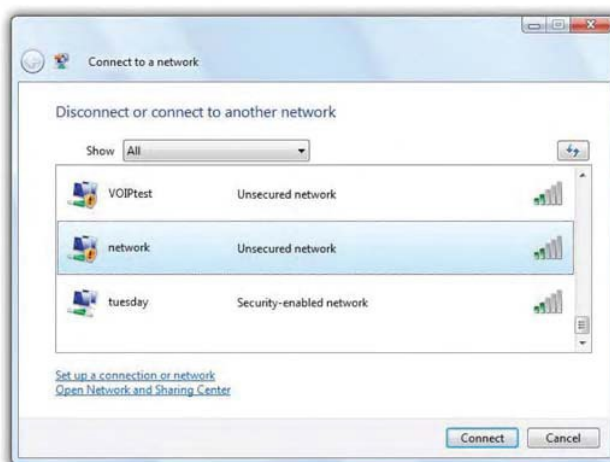 Connect to a network
Disconnect or connect to another network
Show All
VOIPtest Unsecured network
network Unsecured network
tuesday Security-enabled network
Set up a connection or network
Open Network and Sharing Center
Connect Cancel